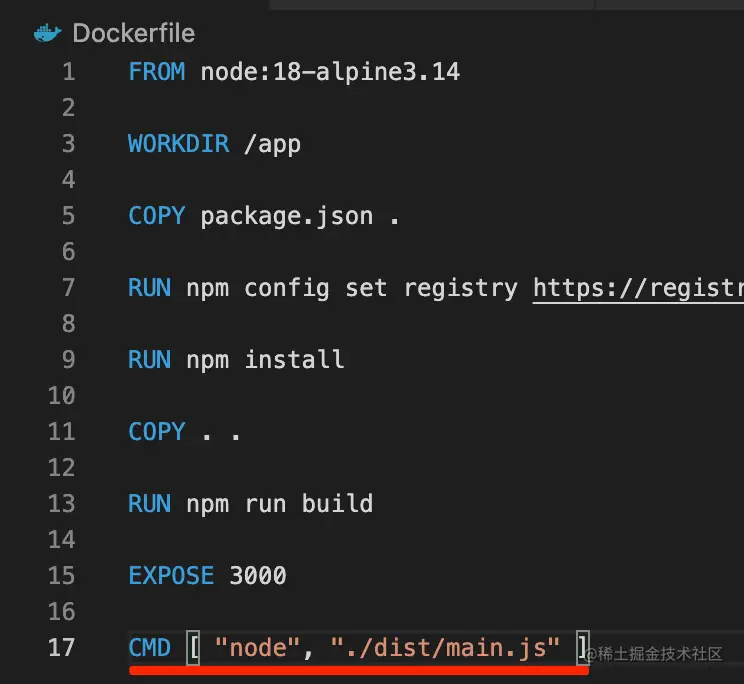 Dockerfile
1 FROM node:18-alpine3.14
2
3 WORKDIR /app
4
5 COPY package.json .
6
7 RUN npm config set registry https://registr
8
9 RUN npm install
10
11 COPY . .
12
13 RUN npm run build
14
15 EXPOSE 3000
16
17 CMD [ "node", "./dist/main.js" ]
@稀土掘金技术社区